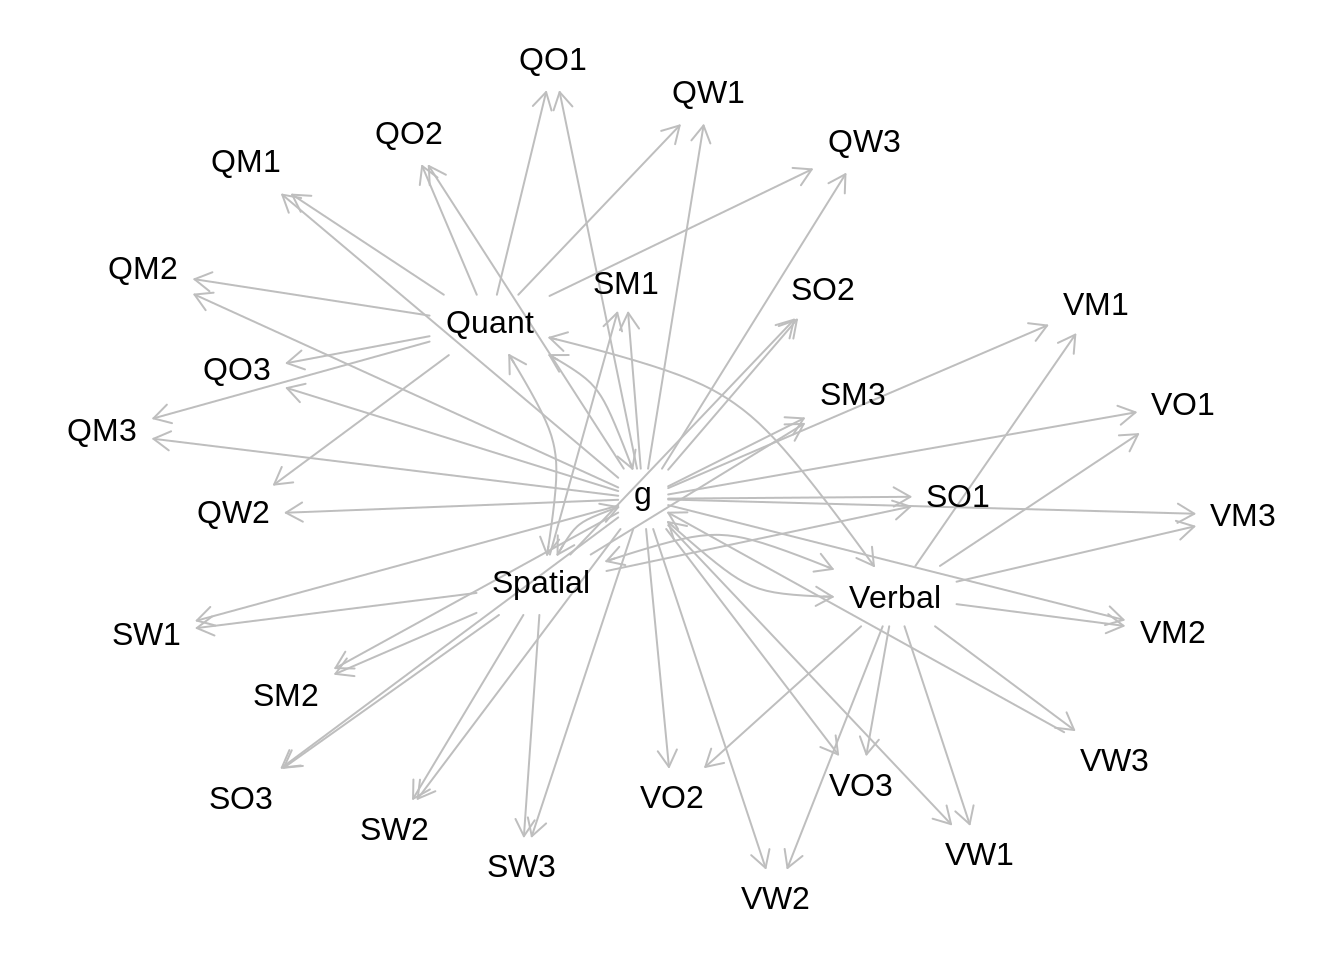 QO1
QW1
QO2
QW3
QM1
QM2
SM1
SO2
VM1
Quant
QO3
SM3
VO1
QM3
g
SO1
QW2
VM3
Spatial
Verbal
SW1
VM2
SM2
VW3
SO3
VO2
VO3
SW2
SW3
VW1
VW2